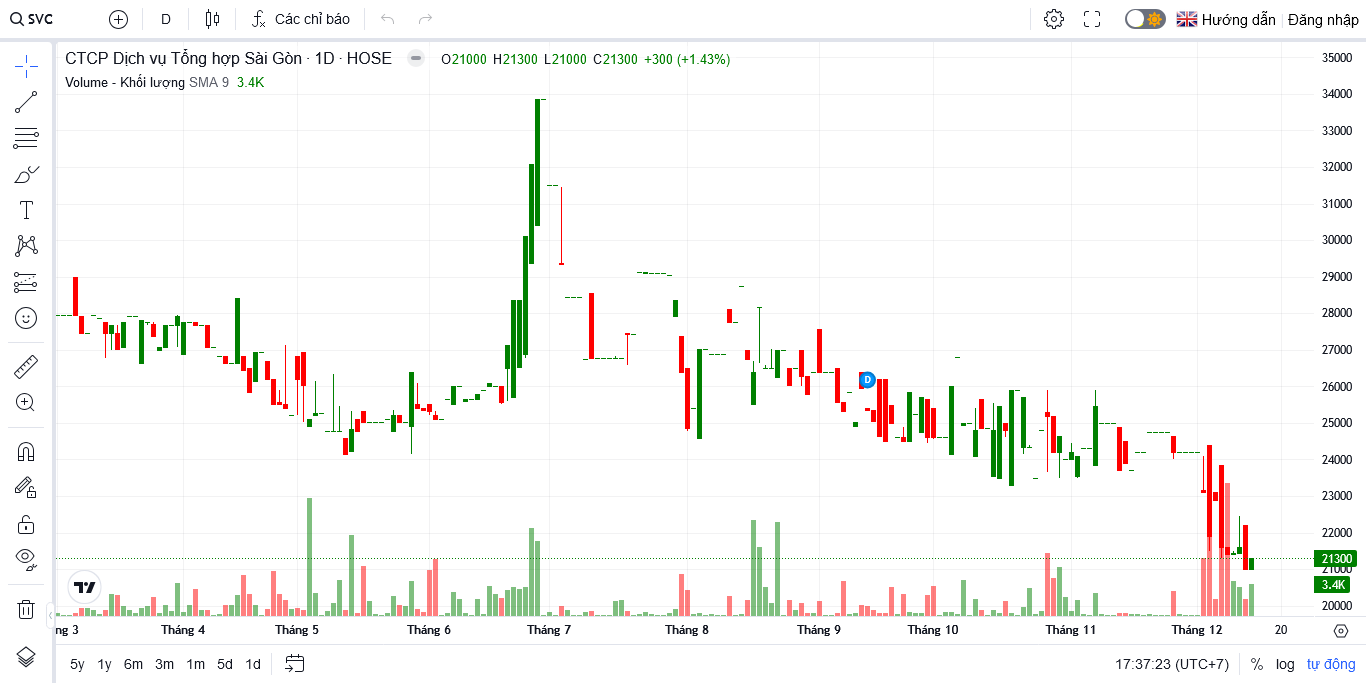 SVC D Các chỉ báo Hướng dẫn Đăng nhập
CTCP Dịch vụ Tổng hợp Sài Gòn · 1D · HOSE O21000 H21300 L21000 C21300 +300 (+1.43%)
Volume - Khối lượng SMA 9 3.4K
35000
34000
33000
32000
31000
30000
29000
28000
27000
26000
D
25000
24000
23000
22000
21300
21000
3.4K
20000
ng 3 Tháng 4 Tháng 5 Tháng 6 Tháng 7 Tháng 8 Tháng 9 Tháng 10 Tháng 11 Tháng 12 20
5y 1y 6m 3m 1m 5d 1d 17:37:23 (UTC+7) % log tự động